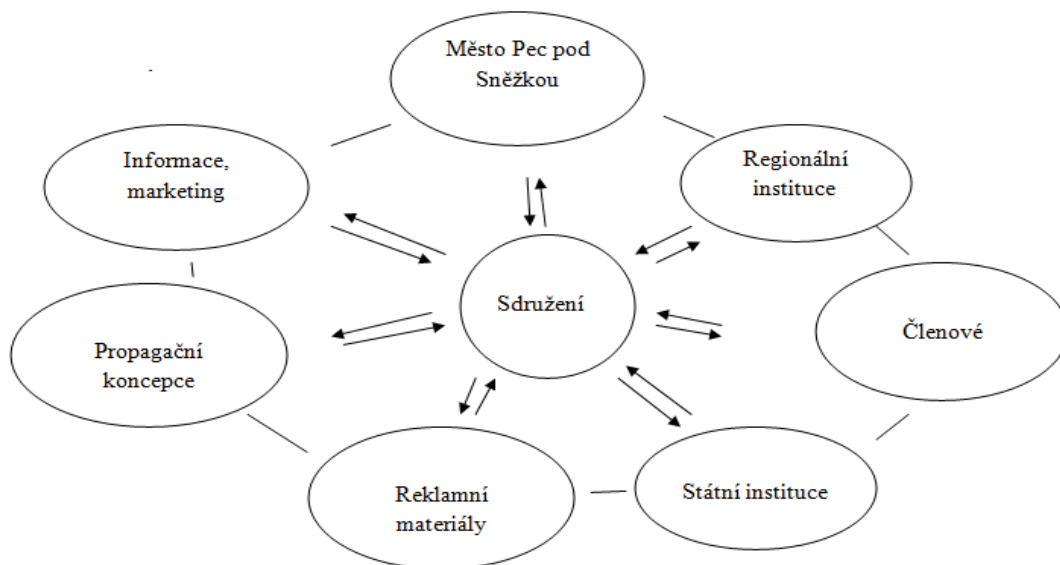 Město Pec pod
Sněžkou
Informace,
marketing
Regionální
instituce
Sdružení
Členové
Propagační
koncepce
Reklamní
materiály
Státní instituce